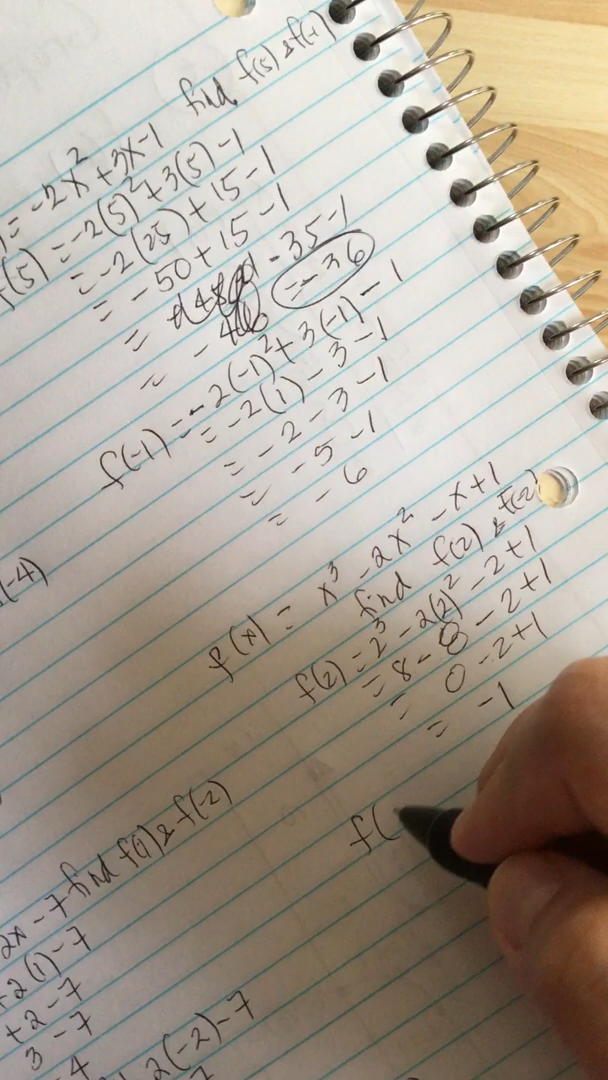 = -2x² + 3x - 1 find f(5) & f(-1)
f(5) = -2(5)² + 3(5) - 1
= -2(25) + 15 - 1
= -50 + 15 - 1
= -35 - 1
= -36
f(-1) = -2(-1)² + 3(-1) - 1
= -2(1) - 3 - 1
= -2 - 3 - 1
= -5 - 1
= -6
(-4)
f(x) = x³ - 2x² - x + 1
find f(2) & f(-2)
f(2) = 2³ - 2(2)² - 2 + 1
= 8 - 8 - 2 + 1
= 0 - 2 + 1
= -1
f(
2x - 7 find f(1) & f(-2)
+ 2(1) - 7
+ 2 - 7
3 - 7
-4
2(-2) - 7